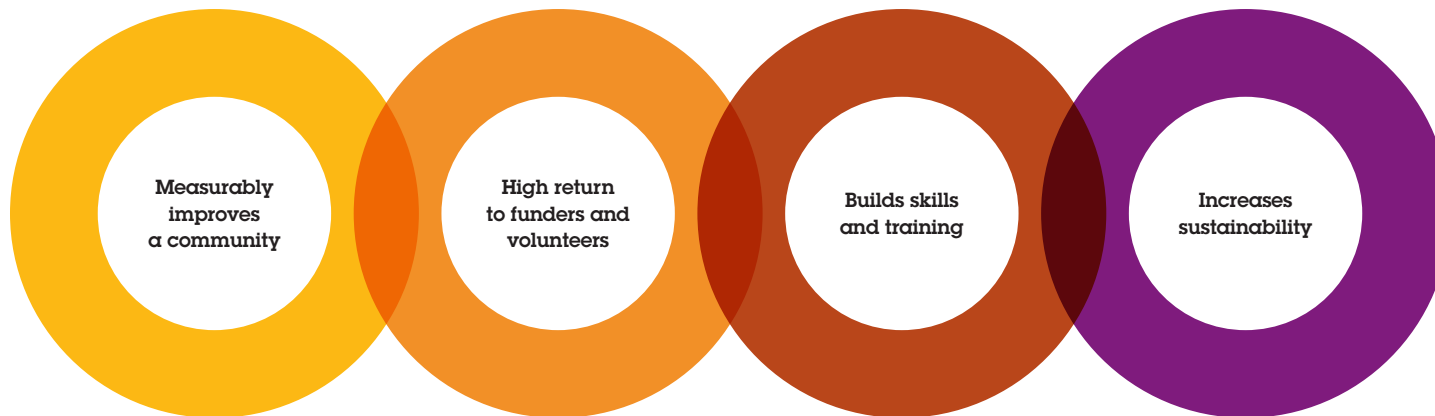 Measurably
improves
a community
High return
to funders and
volunteers
Builds skills
and training
Increases
sustainability